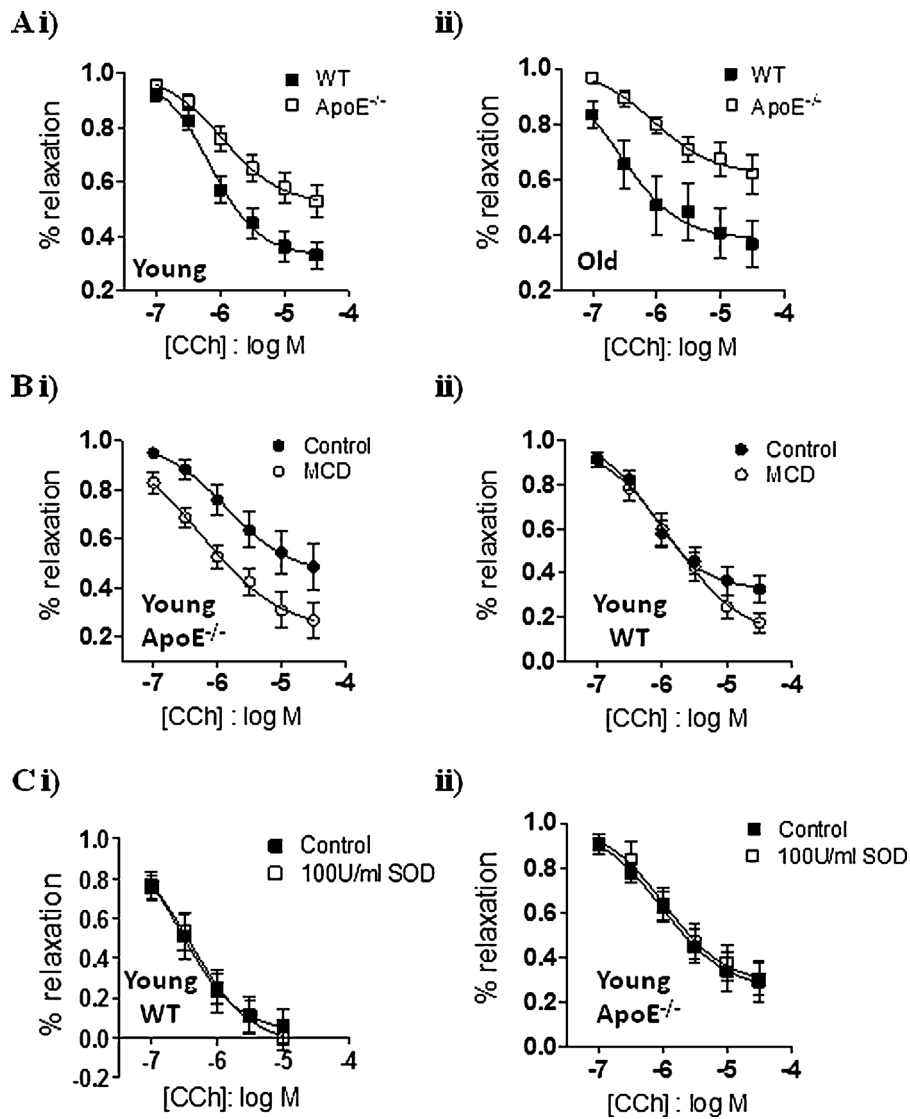 A i)
1.0
0.8
0.6
0.4
0.2
% relaxation
WT
ApoE-/-
Young
-7 -6 -5 -4
[CCh] : log M
ii)
1.0
0.8
0.6
0.4
0.2
% relaxation
WT
ApoE-/-
Old
-7 -6 -5 -4
[CCh] : log M
B i)
1.0
0.8
0.6
0.4
0.2
% relaxation
Control
MCD
Young
ApoE-/-
-7 -6 -5 -4
[CCh] : log M
ii)
1.0
0.8
0.6
0.4
0.2
0.0
% relaxation
Control
MCD
Young
WT
-7 -6 -5 -4
[CCh] : log M
C i)
1.0
0.8
0.6
0.4
0.2
0.0
-0.2
% relaxation
Control
100U/ml SOD
Young
WT
-7 -6 -5 -4
[CCh]: log M
ii)
1.0
0.8
0.6
0.4
0.2
0.0
% relaxation
Control
100U/ml SOD
Young
ApoE-/-
-7 -6 -5 -4
[CCh] : log M